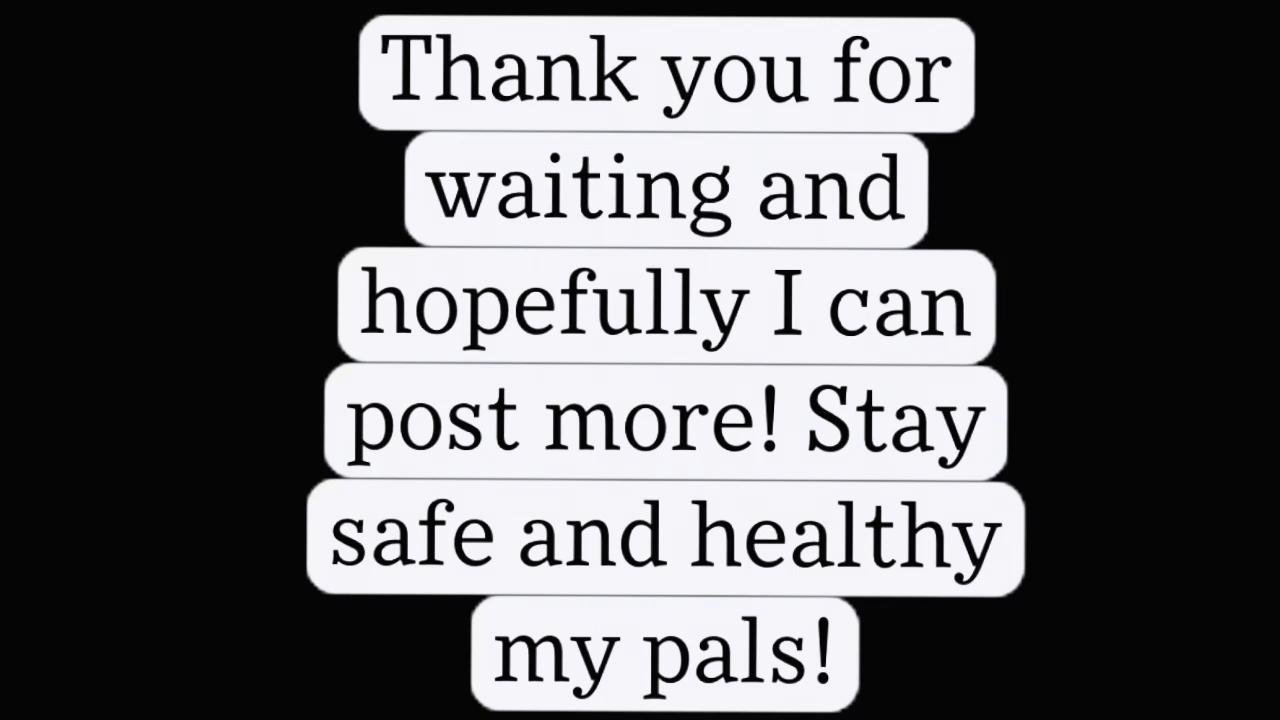 Thank you for
waiting and
hopefully I can
post more! Stay
safe and healthy
my pals!